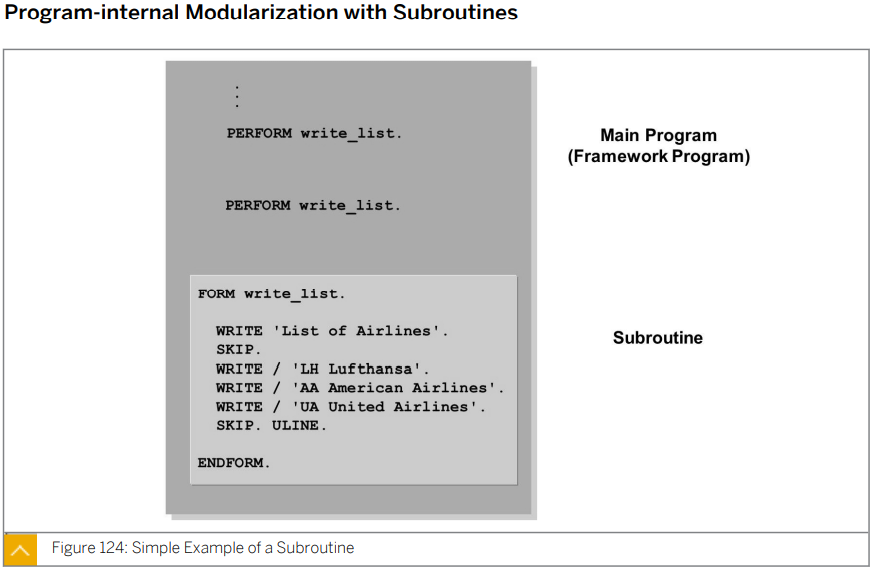 Program-internal Modularization with Subroutines
PERFORM write_list.
Main Program
(Framework Program)
PERFORM write_list.
FORM write_list.
WRITE 'List of Airlines'.
SKIP.
Subroutine
WRITE / 'LH Lufthansa'.
WRITE / 'AA American Airlines'.
WRITE / 'UA United Airlines'.
SKIP. ULINE.
ENDFORM.
Figure 124: Simple Example of a Subroutine